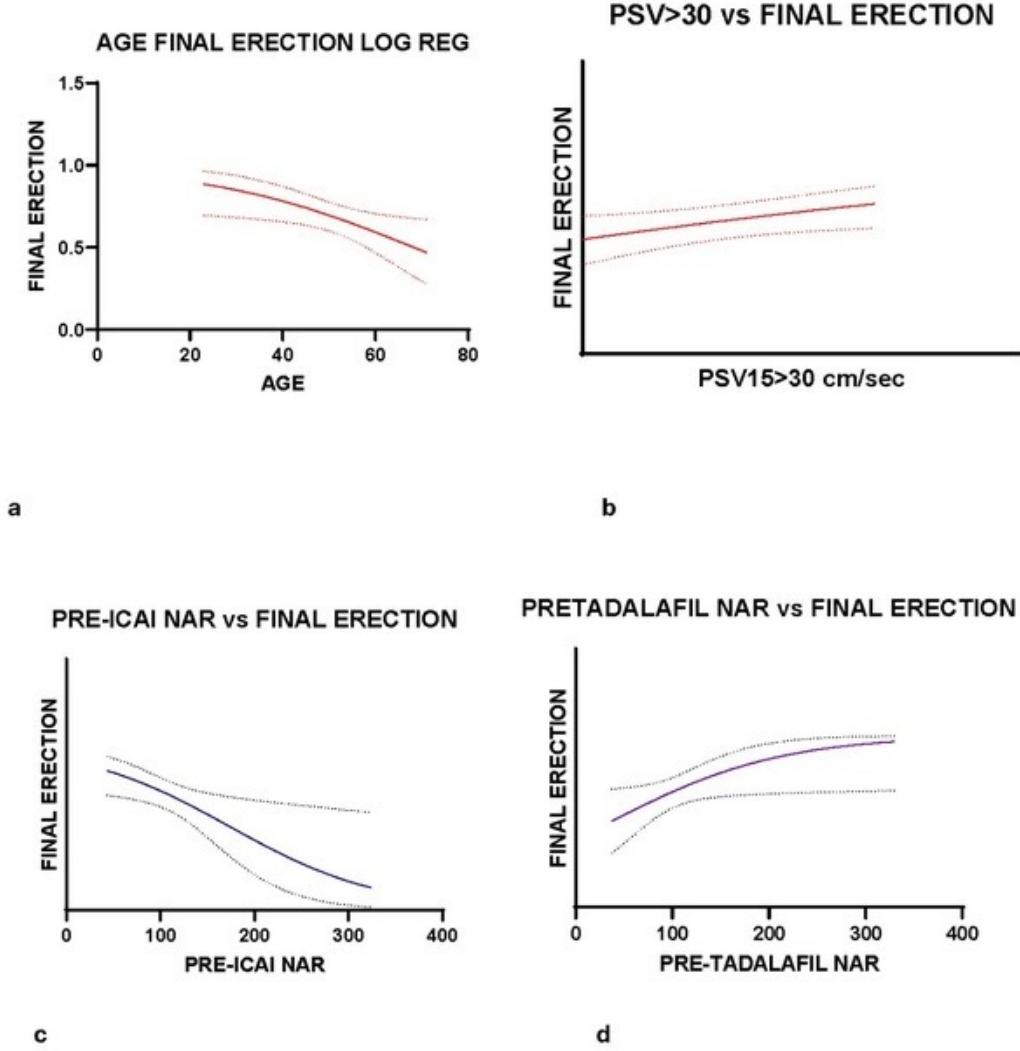 AGE FINAL ERECTION LOG REG
1.5
1.0
0.5
0.0
FINAL ERECTION
0 20 40 60 80
AGE
a
PSV>30 vs FINAL ERECTION
FINAL ERECTION
PSV15>30 cm/sec
b
PRE-ICAI NAR vs FINAL ERECTION
FINAL ERECTION
0 100 200 300 400
PRE-ICAI NAR
c
PRETADALAFIL NAR vs FINAL ERECTION
FINAL ERECTION
0 100 200 300 400
PRE-TADALAFIL NAR
d